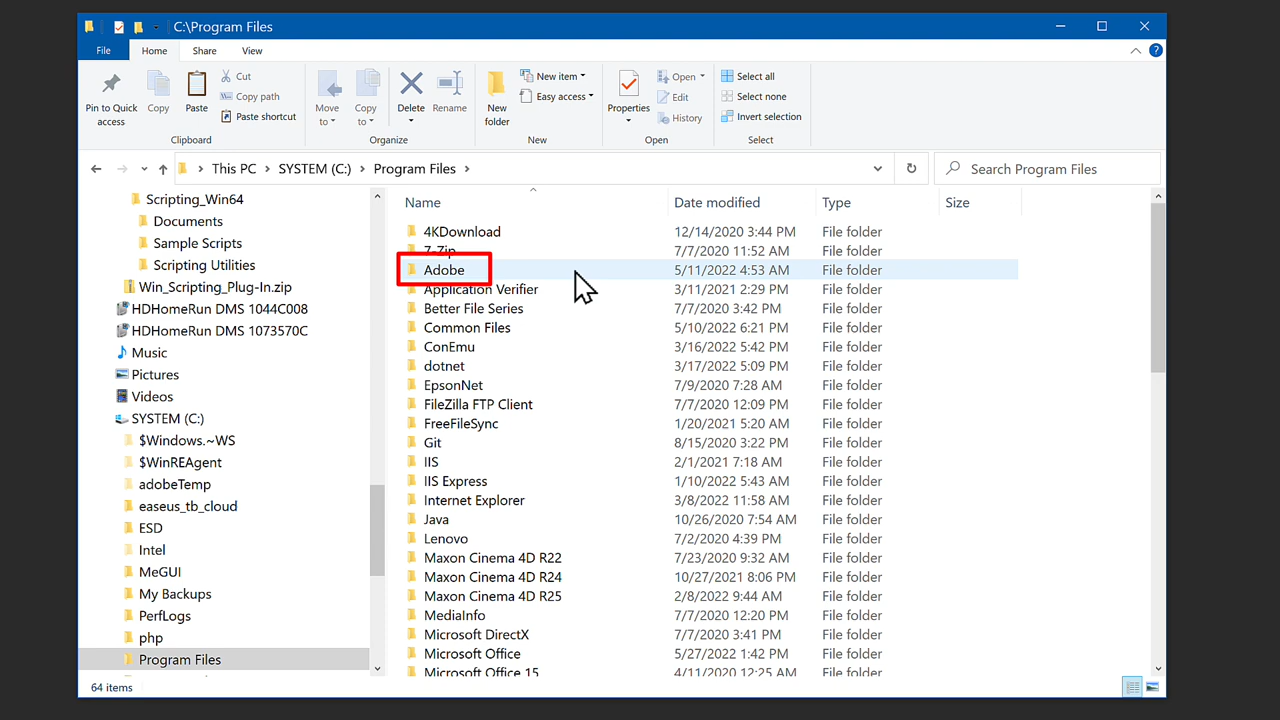 C:\Program Files
File Home Share View
Pin to Quick access
Copy
Paste
Cut
Copy path
Paste shortcut
Clipboard
Move to
Copy to
Delete
Rename
Organize
New folder
New item
Easy access
New
Properties
Open
Edit
History
Open
Select all
Select none
Invert selection
Select
This PC > SYSTEM (C:) > Program Files >
Search Program Files
Scripting_Win64
Documents
Sample Scripts
Scripting Utilities
Win_Scripting_Plug-In.zip
HDHomeRun DMS 1044C008
HDHomeRun DMS 1073570C
Music
Pictures
Videos
SYSTEM (C:)
$Windows.~WS
$WinREAgent
adobeTemp
easeus_tb_cloud
ESD
Intel
MeGUI
My Backups
PerfLogs
php
Program Files
Name Date modified Type Size
4KDownload 12/14/2020 3:44 PM File folder
7-Zip 7/7/2020 11:52 AM File folder
Adobe 5/11/2022 4:53 AM File folder
Application Verifier 3/11/2021 2:29 PM File folder
Better File Series 7/7/2020 3:42 PM File folder
Common Files 5/10/2022 6:21 PM File folder
ConEmu 3/16/2022 5:42 PM File folder
dotnet 3/17/2022 5:09 PM File folder
EpsonNet 7/9/2020 7:28 AM File folder
FileZilla FTP Client 7/7/2020 12:09 PM File folder
FreeFileSync 1/20/2021 5:20 AM File folder
Git 8/15/2020 3:22 PM File folder
IIS 2/1/2021 7:18 AM File folder
IIS Express 1/10/2022 5:43 AM File folder
Internet Explorer 3/8/2022 11:58 AM File folder
Java 10/26/2020 7:54 AM File folder
Lenovo 7/2/2020 4:39 PM File folder
Maxon Cinema 4D R22 7/23/2020 9:32 AM File folder
Maxon Cinema 4D R24 10/27/2021 8:06 PM File folder
Maxon Cinema 4D R25 2/8/2022 9:44 AM File folder
MediaInfo 7/7/2020 12:20 PM File folder
Microsoft DirectX 7/7/2020 3:41 PM File folder
Microsoft Office 5/27/2022 1:42 PM File folder
Microsoft Office 15 4/11/2020 12:25 AM File folder
64 items